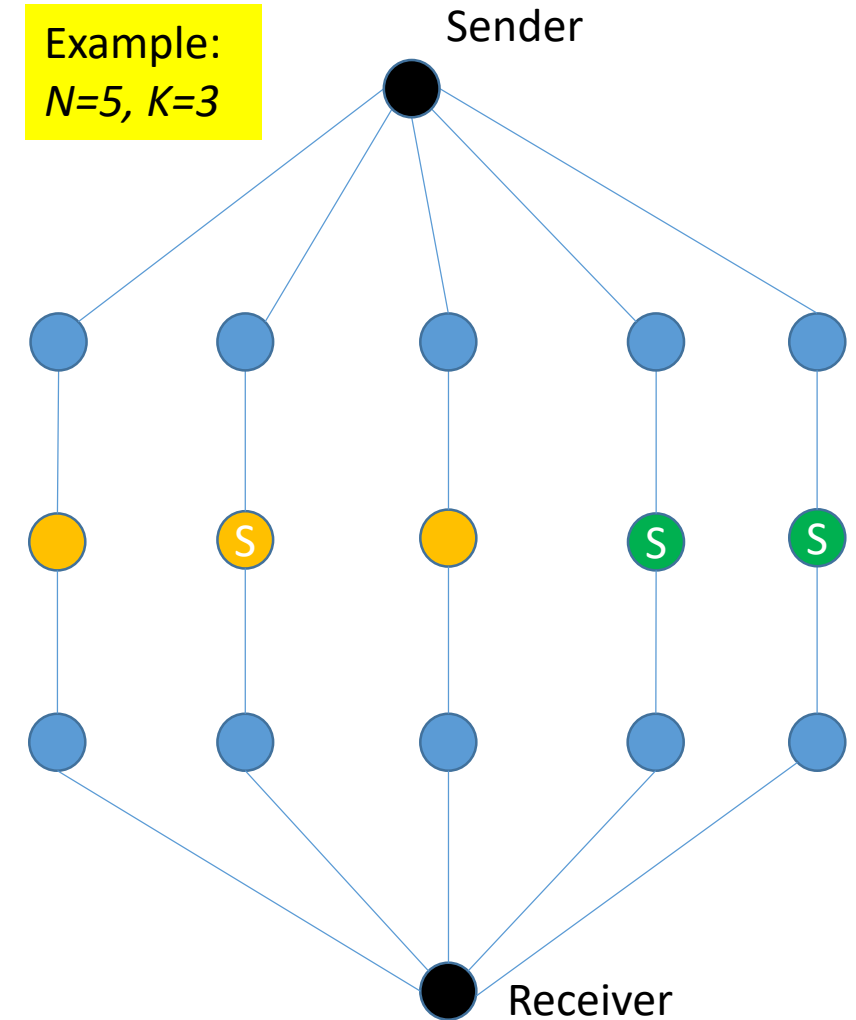 Sender
Example:
N=5, K=3
S
S
S
Receiver